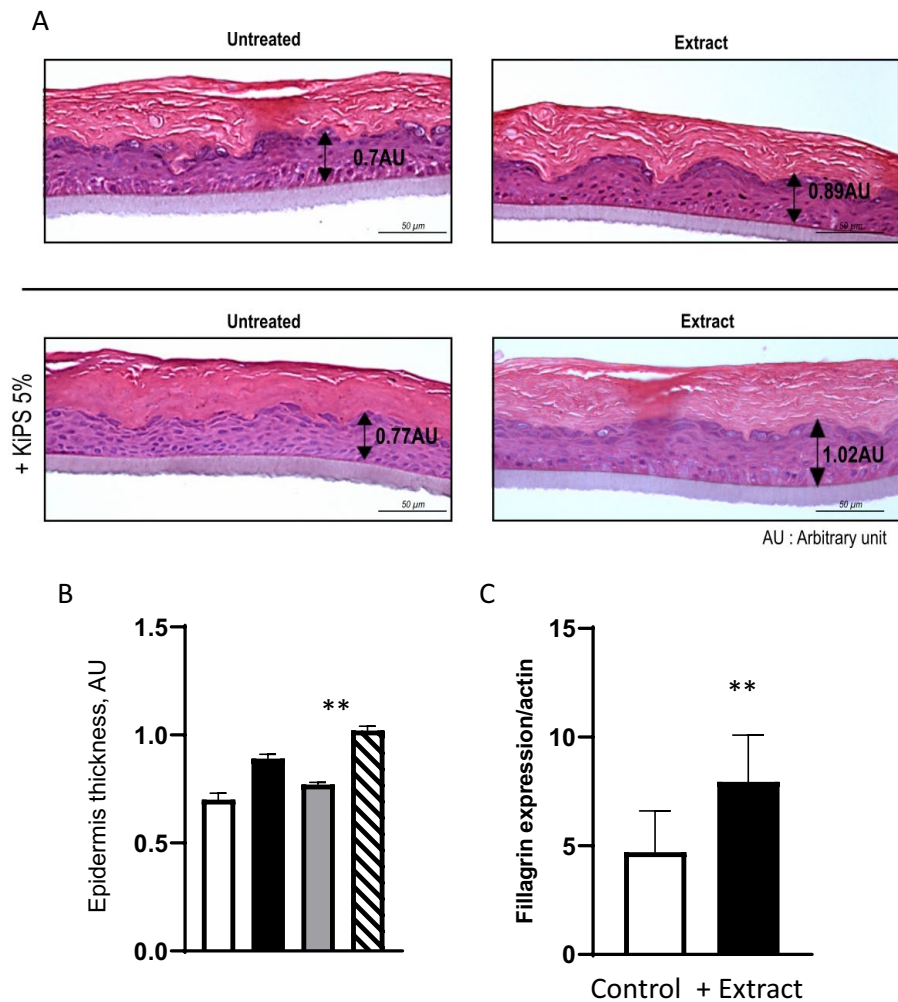 A
Untreated
Extract
0.7AU
0.89AU
50 µm
50 µm
+ KiPS 5%
Untreated
Extract
0.77AU
1.02AU
50 µm
50 µm
AU : Arbitrary unit
B
Epidermis thickness, AU
1.5
1.0
0.5
0.0
**
C
Fillagrin expression/actin
15
10
5
0
**
Control + Extract